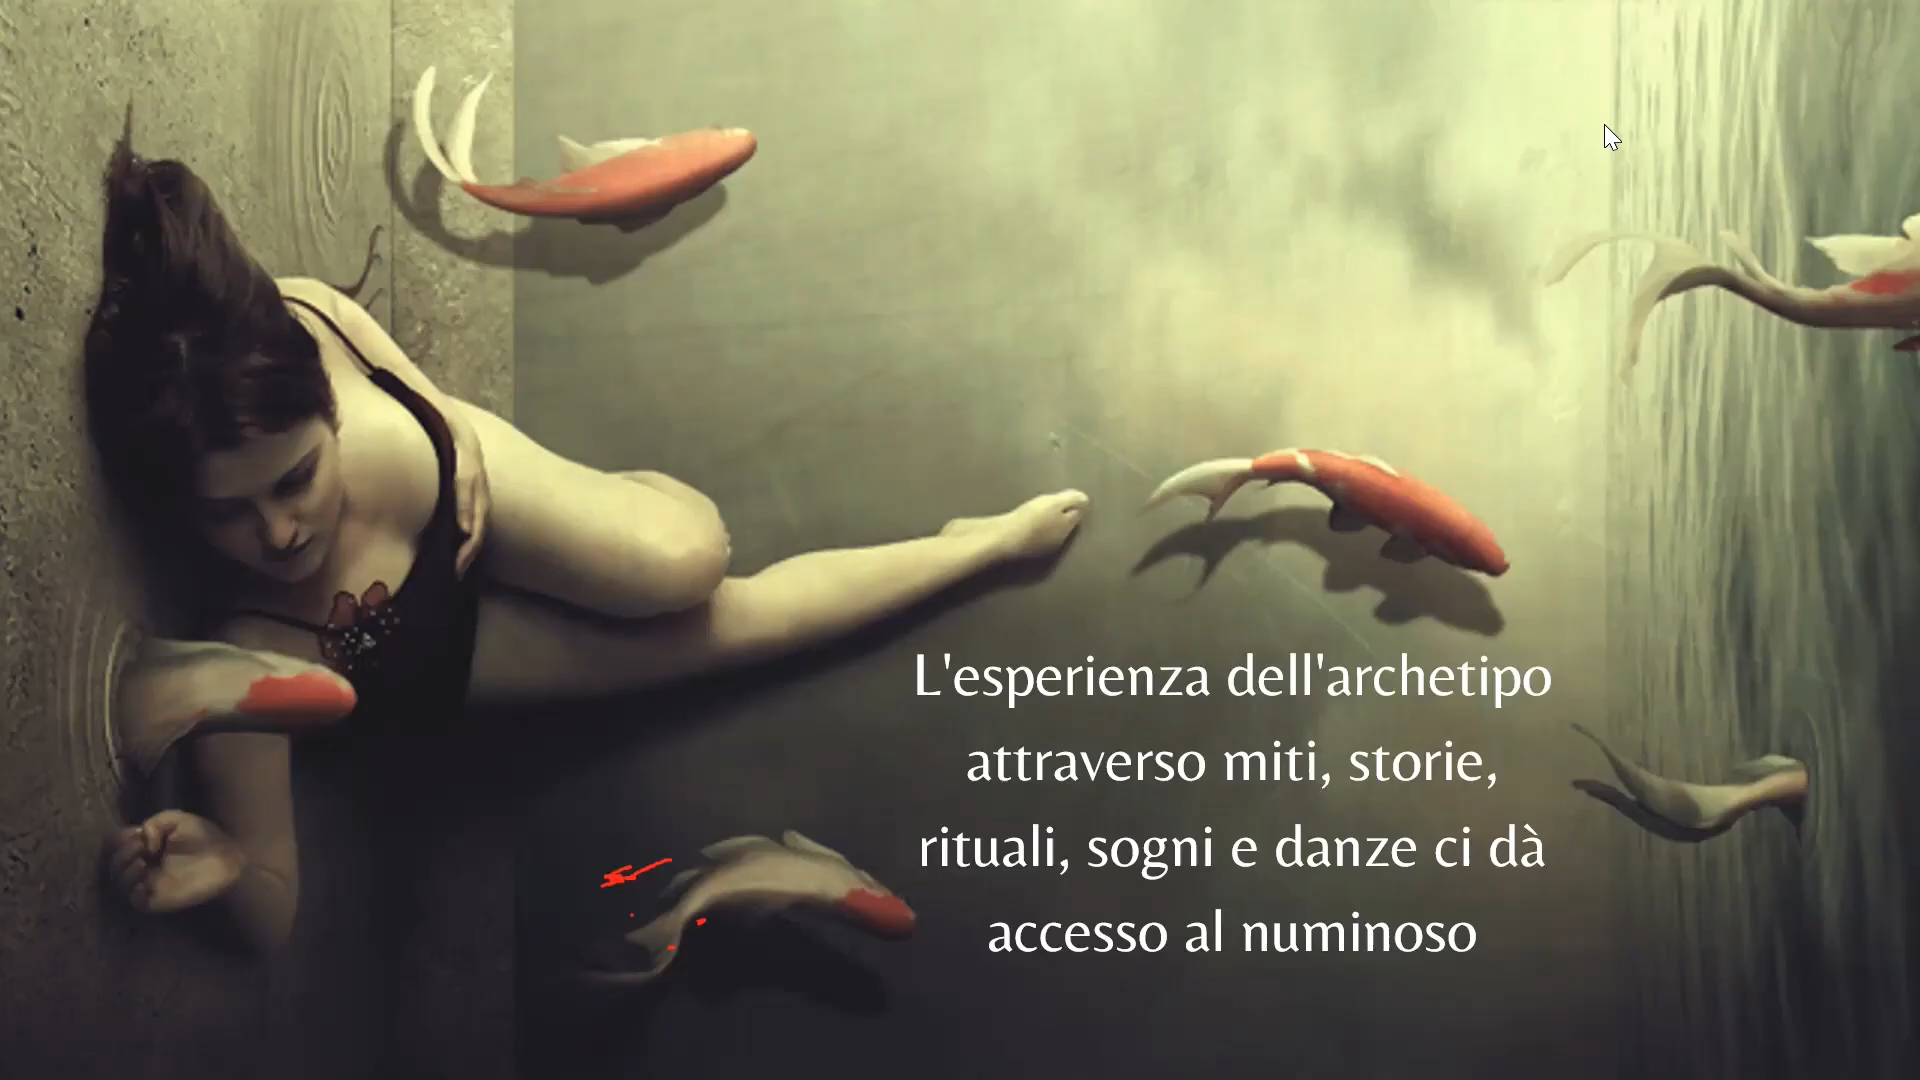 L'esperienza dell'archetipo
attraverso miti, storie,
rituali, sogni e danze ci dà
accesso al numinoso